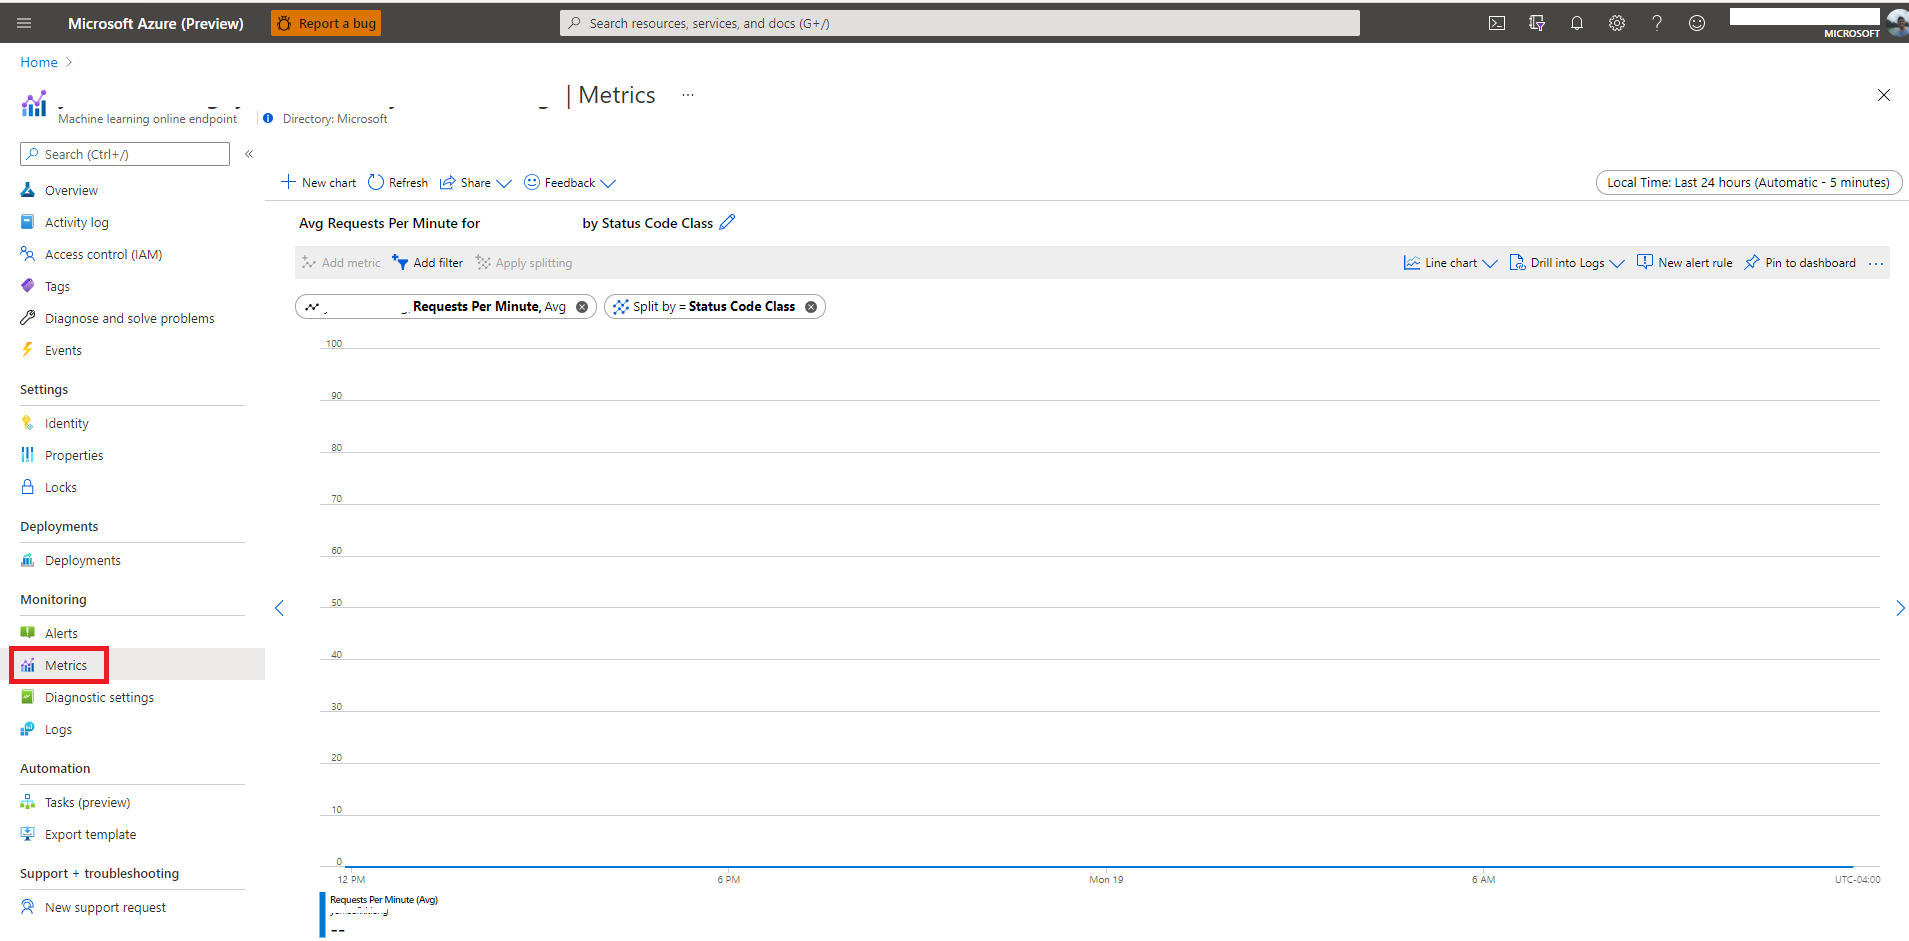 Microsoft Azure (Preview)
Report a bug
Search resources, services, and docs (G+/)
MICROSOFT
Home
| Metrics ...
Machine learning online endpoint
Directory: Microsoft
Search (Ctrl+/)
«
Overview
Activity log
Access control (IAM)
Tags
Diagnose and solve problems
Events
Settings
Identity
Properties
Locks
Deployments
Deployments
Monitoring
Alerts
Metrics
Diagnostic settings
Logs
Automation
Tasks (preview)
Export template
Support + troubleshooting
New support request
New chart
Refresh
Share
Feedback
Local Time: Last 24 hours (Automatic - 5 minutes)
Avg Requests Per Minute for by Status Code Class
Add metric
Add filter
Apply splitting
Line chart
Drill into Logs
New alert rule
Pin to dashboard
...
Requests Per Minute, Avg
Split by = Status Code Class
100
90
80
70
60
50
40
30
20
10
0
12 PM
6 PM
Mon 19
6 AM
UTC-04:00
Requests Per Minute (Avg)
--